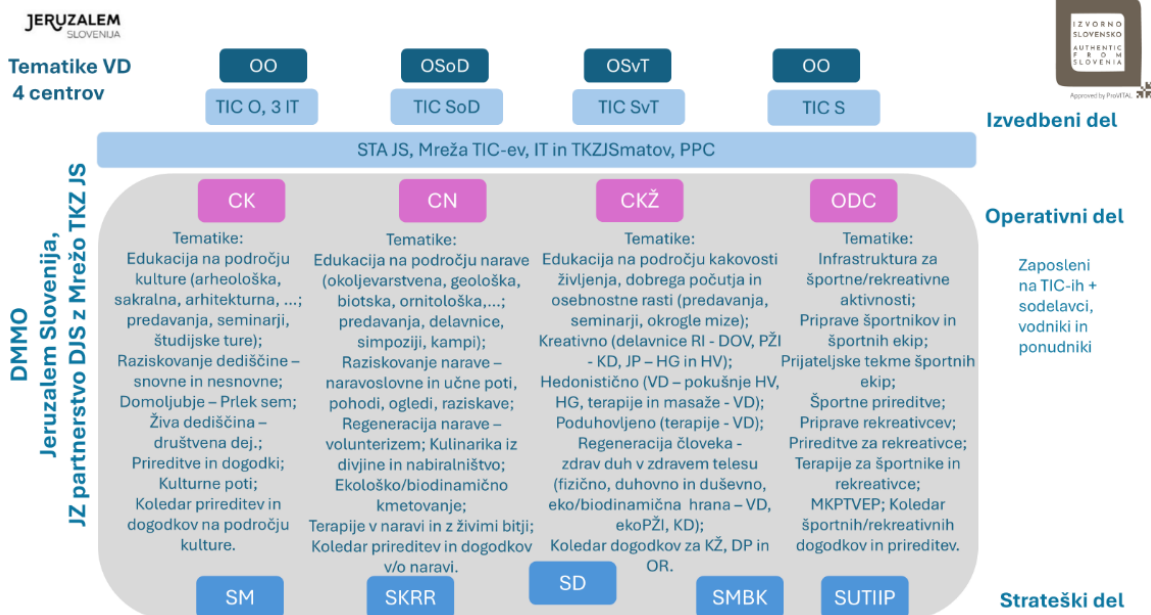 JERUZALEM
SLOVENIJA
IZVORNO
SLOVENSKO
AUTHENTIC
FROM
SLOVENIA
Approved by ProVITAL
Tematike VD
4 centrov
OO
OSoD
OSvT
OO
TIC O, 3 IT
TIC SoD
TIC SvT
TIC S
Izvedbeni del
STA JS, Mreža TIC-ev, IT in TKZJSmatov, PPC
DMMO
Jeruzalem Slovenija,
JZ partnerstvo DJS z Mrežo TKZ JS
CK
Tematike:
Edukacija na področju
kulture (arheološka,
sakralna, arhitekturna, ...;
predavanja, seminarji,
študijske ture);
Raziskovanje dediščine –
snovne in nesnovne;
Domoljubje – Prlek sem;
Živa dediščina –
društvena dej.;
Prireditve in dogodki;
Kulturne poti;
Koledar prireditev in
dogodkov na področju
kulture.
CN
Tematike:
Edukacija na področju narave
(okoljevarstvena, geološka,
biotska, ornitološka,...;
predavanja, delavnice,
simpoziji, kampi);
Raziskovanje narave –
naravoslovne in učne poti,
pohodi, ogledi, raziskave;
Regeneracija narave –
volunterizem; Kulinarika iz
divjine in nabiralništvo;
Ekološko/biodinamično
kmetovanje;
Terapije v naravi in z živimi bitji;
Koledar prireditev in dogodkov
v/o naravi.
CKŽ
Tematike:
Edukacija na področju kakovosti
življenja, dobrega počutja in
osebnostne rasti (predavanja,
seminarji, okrogle mize);
Kreativno (delavnice RI - DOV, PŽI
- KD, JP – HG in HV);
Hedonistično (VD – pokušnje HV,
HG, terapije in masaže - VD);
Poduhovljeno (terapije - VD);
Regeneracija človeka -
zdrav duh v zdravem telesu
(fizično, duhovno in duševno,
eko/biodinamična hrana – VD,
ekoPŽI, KD);
Koledar dogodkov za KŽ, DP in
OR.
ODC
Tematike:
Infrastruktura za
športne/rekreativne
aktivnosti;
Priprave športnikov in
športnih ekip;
Prijateljske tekme športnih
ekip;
Športne prireditve;
Priprave rekreativcev;
Prireditve za rekreativce;
Terapije za športnike in
rekreativce;
MKPTVEP; Koledar
športnih/rekreativnih
dogodkov in prireditev.
Operativni del
Zaposleni
na TIC-ih +
sodelavci,
vodniki in
ponudniki
SM
SKRR
SD
SMBK
SUTIIP
Strateški del